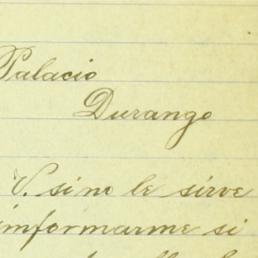 Palacio
Durango
V. si no le sirve
informarme si